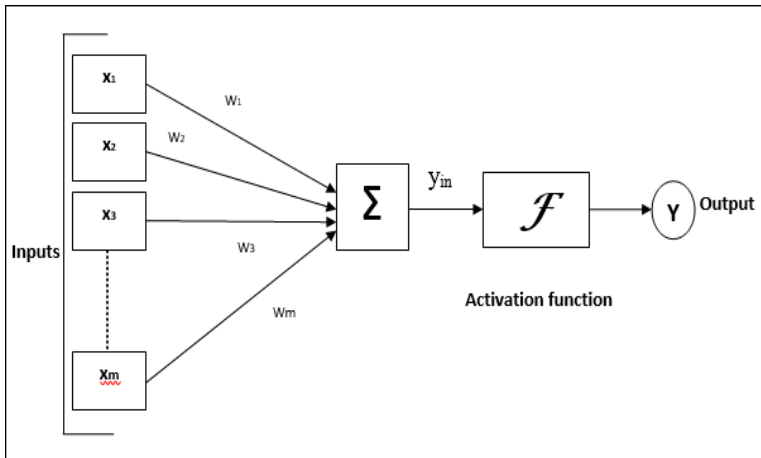 X1
W1
X2
W2
X3
W3
Inputs
Xm
Wm
Σ
yin
ℱ
Activation function
Y
Output